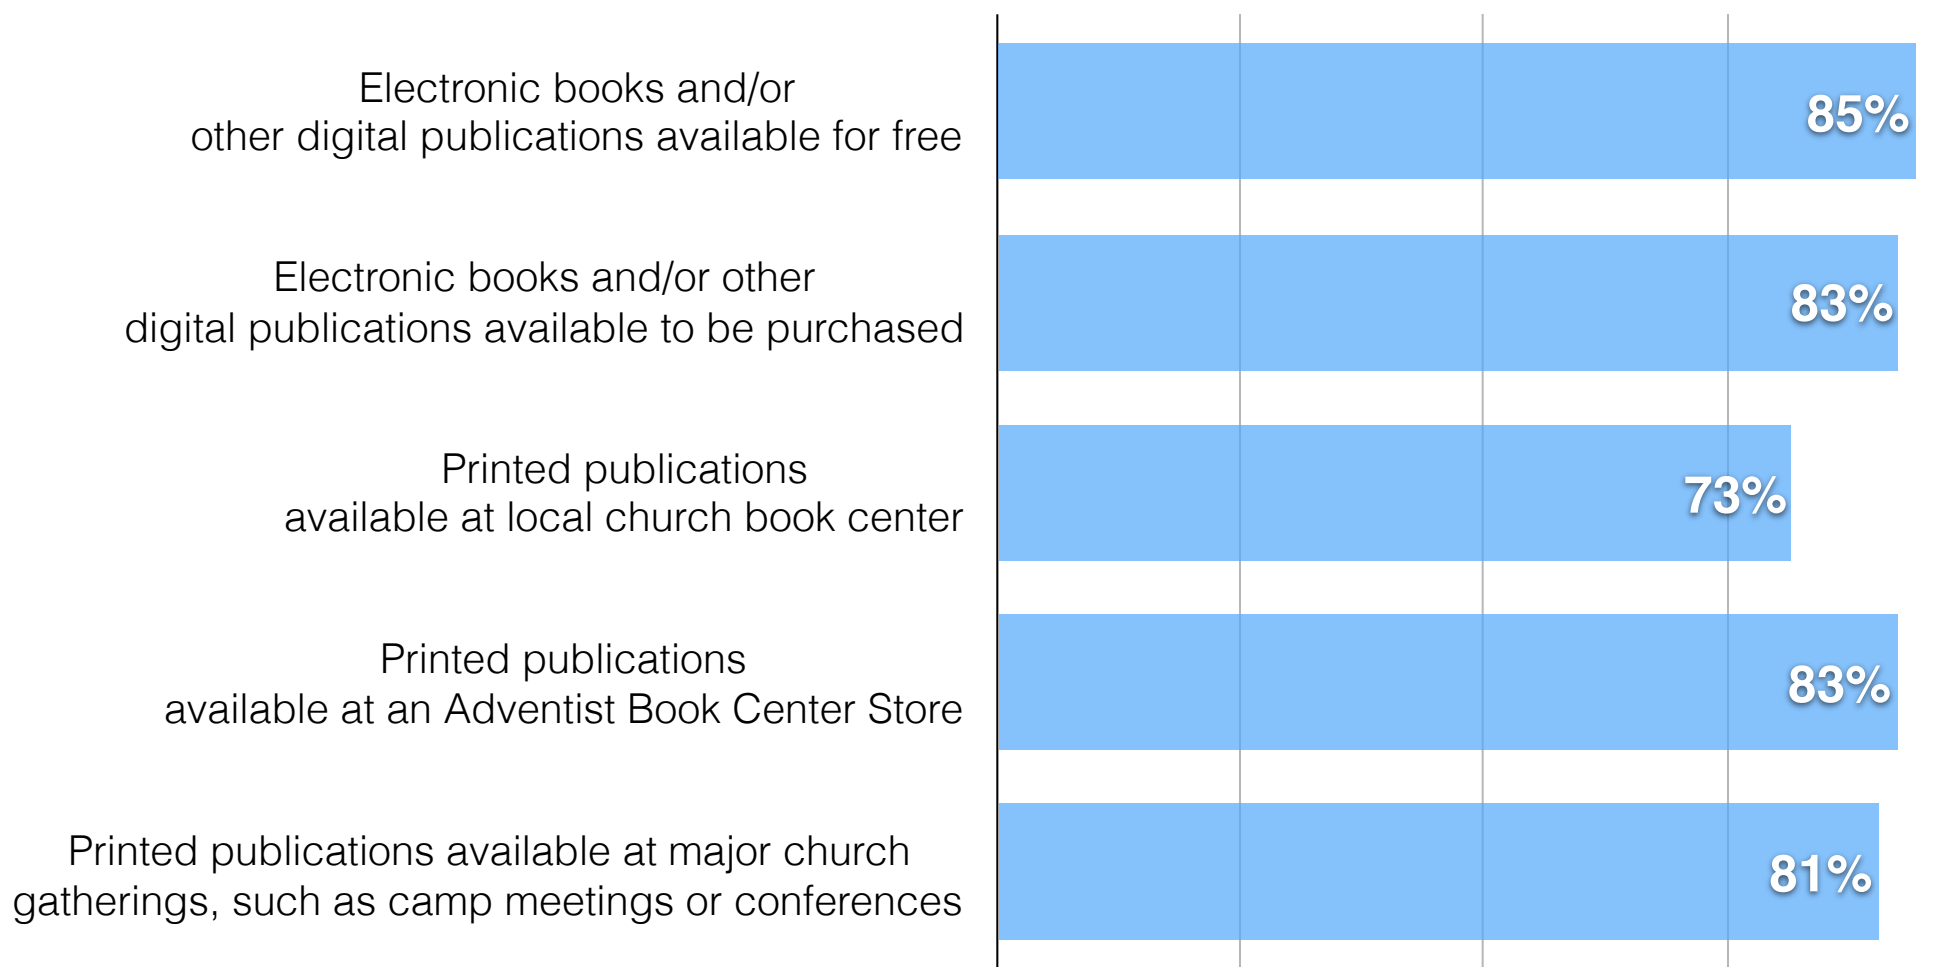 Electronic books and/or
other digital publications available for free
85%
Electronic books and/or other
digital publications available to be purchased
83%
Printed publications
available at local church book center
73%
Printed publications
available at an Adventist Book Center Store
83%
Printed publications available at major church
gatherings, such as camp meetings or conferences
81%